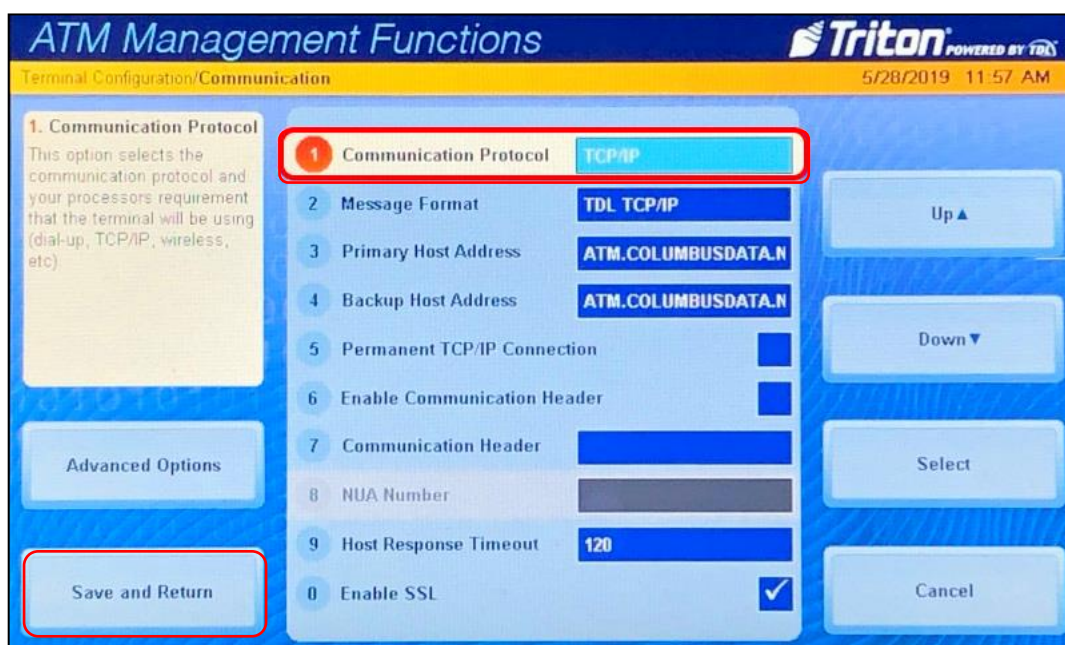 ATM Management Functions
Triton POWERED BY TDL
Terminal Configuration/Communication
5/28/2019 11:57 AM
1. Communication Protocol
This option selects the
communication protocol and
your processors requirement
that the terminal will be using
(dial-up, TCP/IP, wireless,
etc)
1 Communication Protocol TCP/IP
2 Message Format TDL TCP/IP
3 Primary Host Address ATM.COLUMBUSDATA.N
4 Backup Host Address ATM.COLUMBUSDATA.N
5 Permanent TCP/IP Connection
6 Enable Communication Header
7 Communication Header
8 NUA Number
9 Host Response Timeout 120
0 Enable SSL
Advanced Options
Save and Return
Up▲
Down▼
Select
Cancel